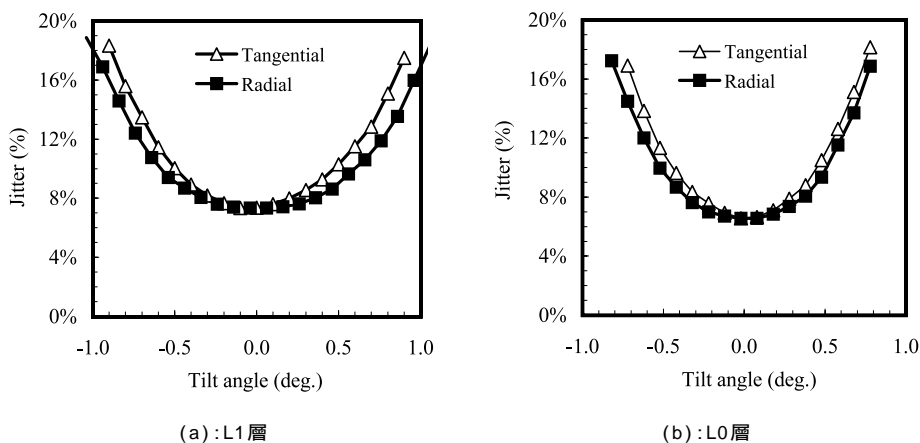 20%
16%
12%
8%
4%
0%
Jitter (%)
Tangential
Radial
-1.0 -0.5 0.0 0.5 1.0
Tilt angle (deg.)
(a):L1層
20%
16%
12%
8%
4%
0%
Jitter (%)
Tangential
Radial
-1.0 -0.5 0.0 0.5 1.0
Tilt angle (deg.)
(b):L0層